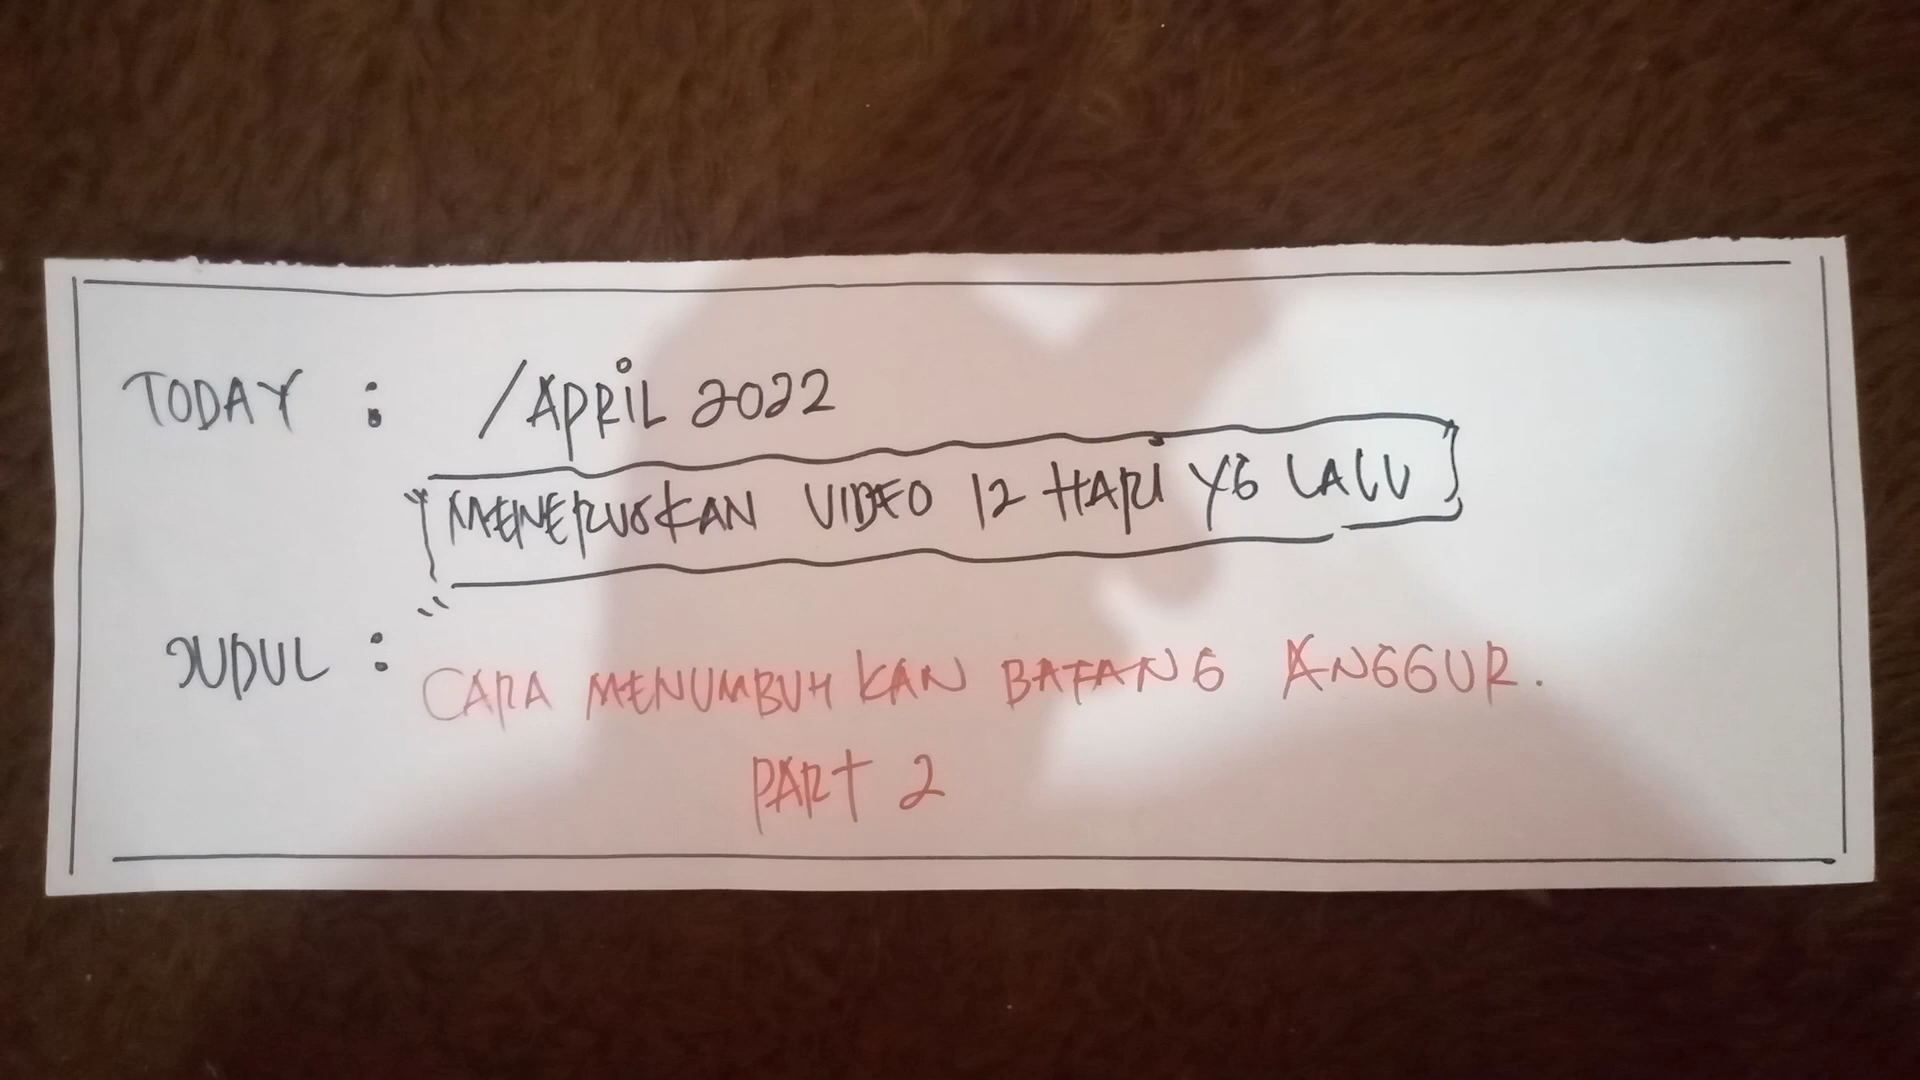 TODAY : /APRIL 2022
MENERUSKAN VIDEO 12 HARI YG LALU
JUDUL : CARA MENUMBUHKAN BATANG ANGGUR.
PART 2